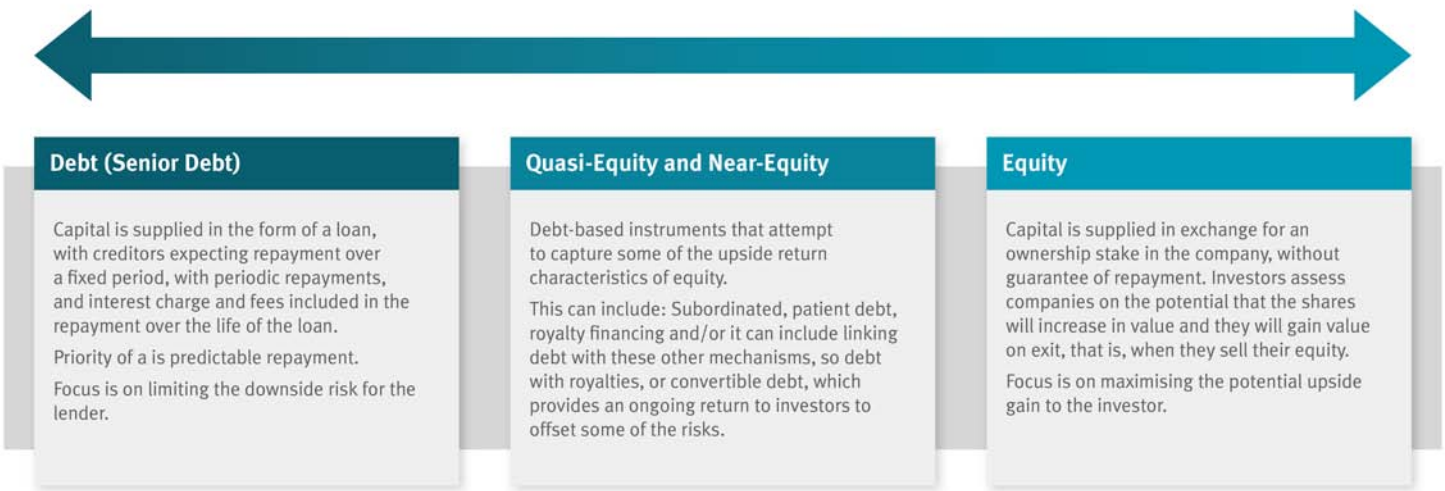 Debt (Senior Debt)
Capital is supplied in the form of a loan,
with creditors expecting repayment over
a fixed period, with periodic repayments,
and interest charge and fees included in the
repayment over the life of the loan.
Priority of a is predictable repayment.
Focus is on limiting the downside risk for the
lender.
Quasi-Equity and Near-Equity
Debt-based instruments that attempt
to capture some of the upside return
characteristics of equity.
This can include: Subordinated, patient debt,
royalty financing and/or it can include linking
debt with these other mechanisms, so debt
with royalties, or convertible debt, which
provides an ongoing return to investors to
offset some of the risks.
Equity
Capital is supplied in exchange for an
ownership stake in the company, without
guarantee of repayment. Investors assess
companies on the potential that the shares
will increase in value and they will gain value
on exit, that is, when they sell their equity.
Focus is on maximising the potential upside
gain to the investor.